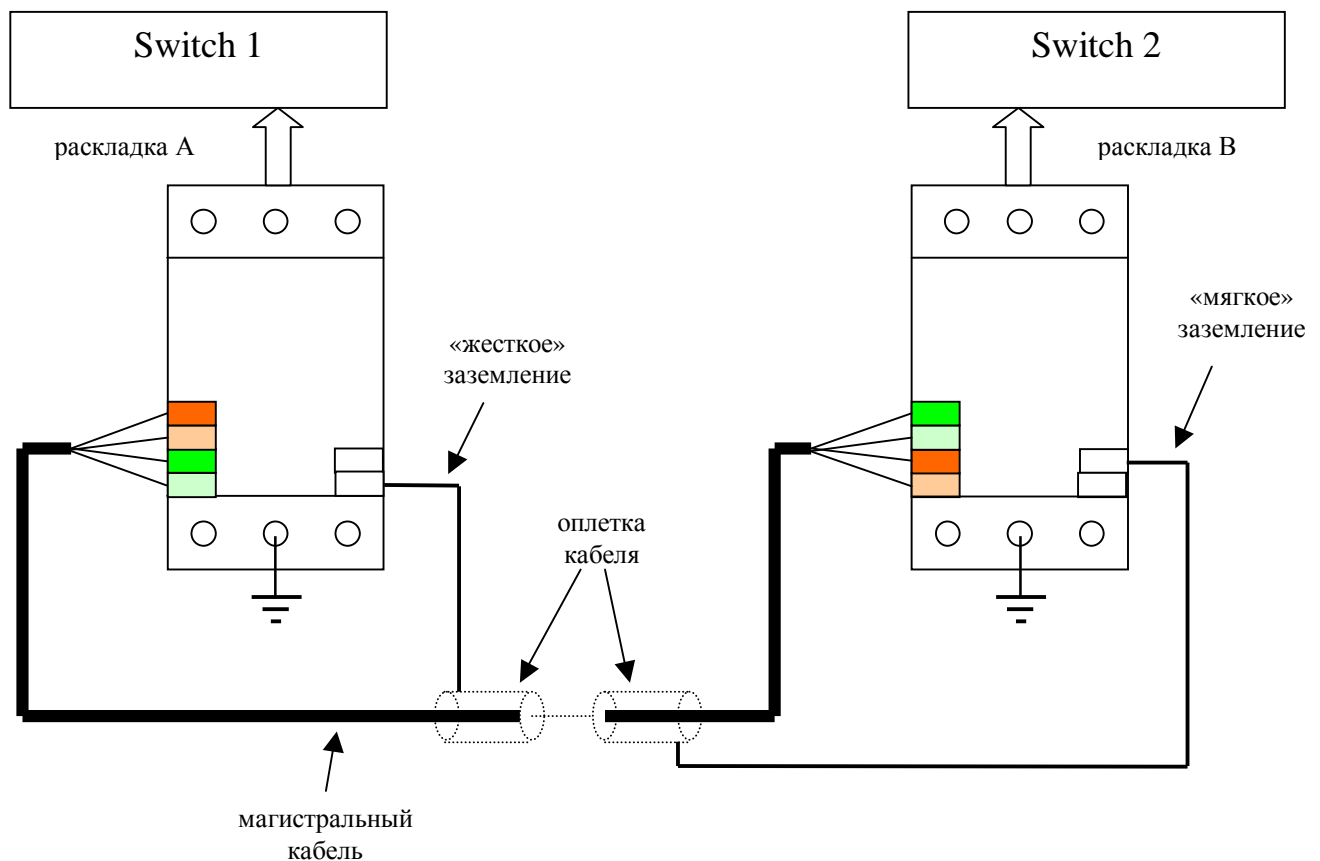 Switch 1
Switch 2
раскладка А
раскладка В
«жесткое»
заземление
«мягкое»
заземление
оплетка
кабеля
магистральный
кабель